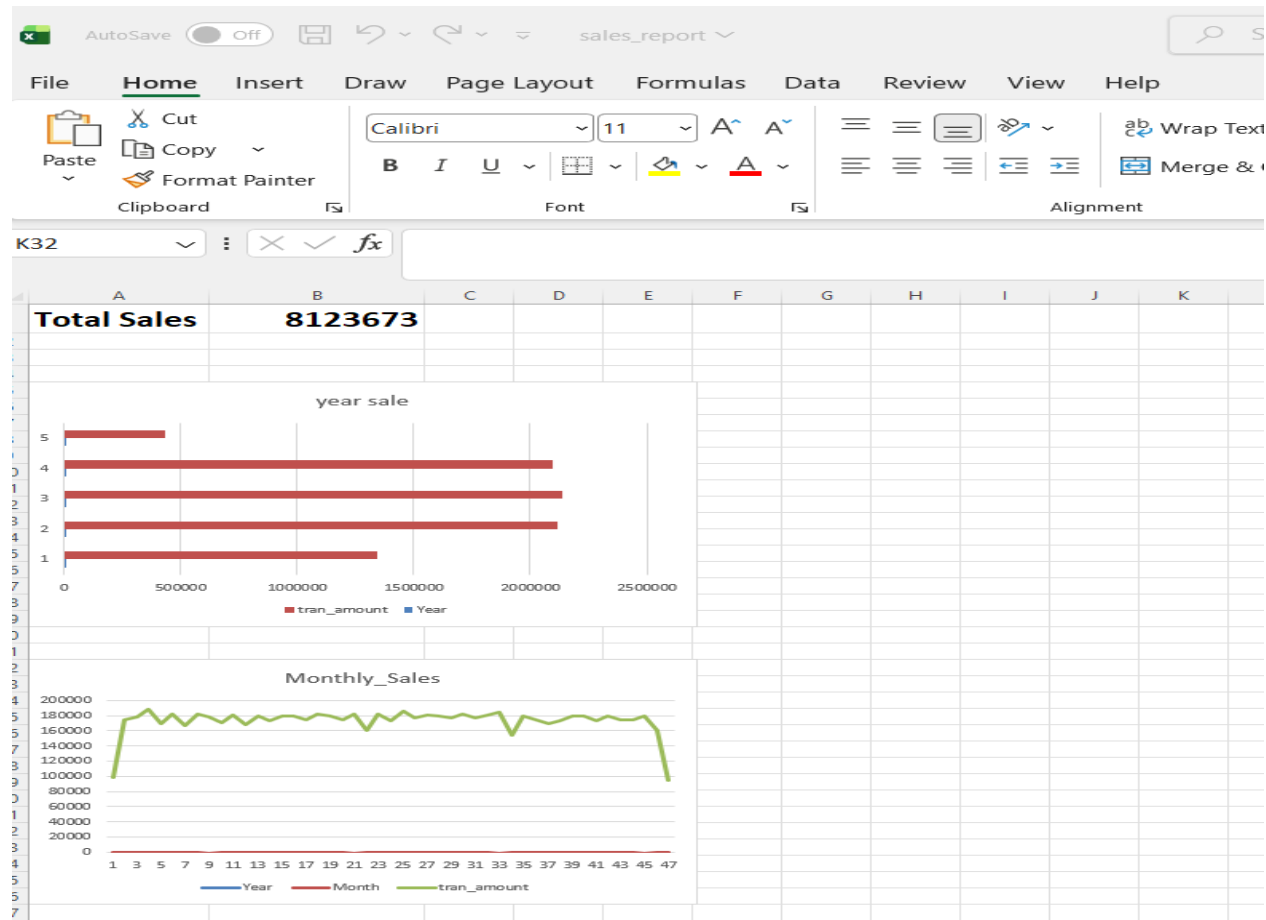 AutoSave Off sales_report S
File Home Insert Draw Page Layout Formulas Data Review View Help
Paste Cut Copy Format Painter
Calibri 11 A A
B I U A
ab c Wrap Text
Merge &
Clipboard Font Alignment
K32 fx
A B C D E F G H I J K
Total Sales 8123673
year sale
5
4
3
2
1
0 500000 1000000 1500000 2000000 2500000
tran_amount Year
Monthly_Sales
200000
180000
160000
140000
120000
100000
80000
60000
40000
20000
0
1 3 5 7 9 11 13 15 17 19 21 23 25 27 29 31 33 35 37 39 41 43 45 47
Year Month tran_amount